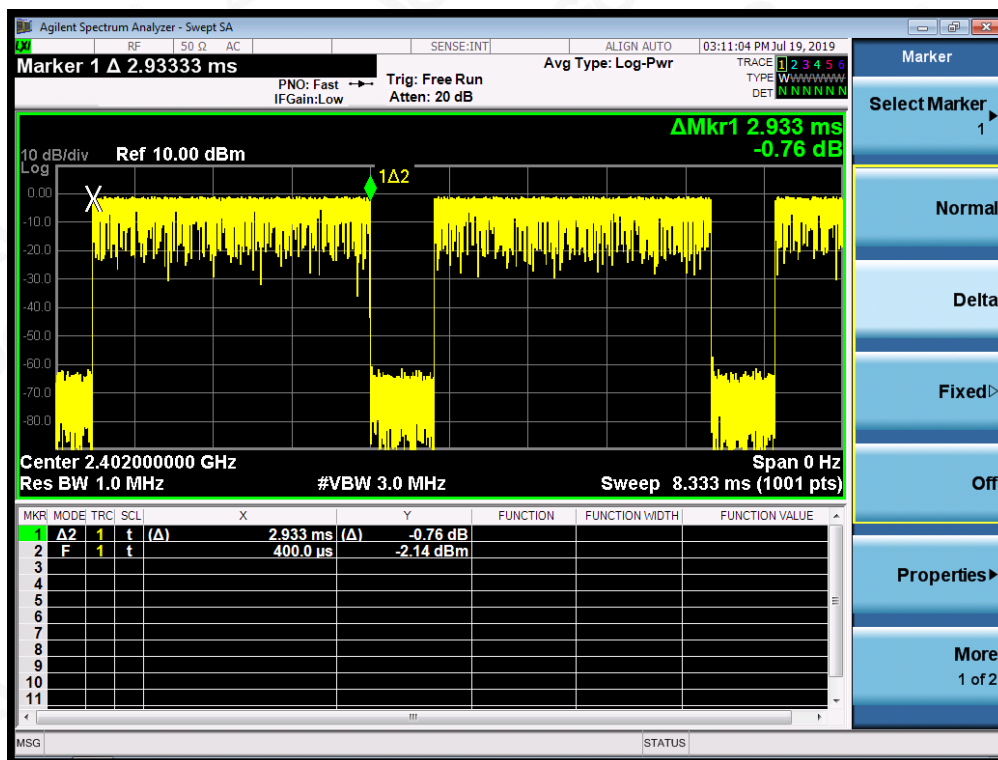 Agilent Spectrum Analyzer - Swept SA
LXI RF 50 Ω AC SENSE:INT ALIGN AUTO 03:11:04 PM Jul 19, 2019
Marker 1 Δ 2.93333 ms
PNO: Fast
IFGain:Low
Trig: Free Run
Atten: 20 dB
Avg Type: Log-Pwr
TRACE 1 2 3 4 5 6
TYPE WWWWWWW
DET N N N N N N
Marker
Select Marker
1
Normal
Delta
Fixed
Off
Properties
More
1 of 2
ΔMkr1 2.933 ms
-0.76 dB
10 dB/div Ref 10.00 dBm
Log
1Δ2
X
0.00
-10.0
-20.0
-30.0
-40.0
-50.0
-60.0
-70.0
-80.0
Center 2.402000000 GHz Span 0 Hz
Res BW 1.0 MHz #VBW 3.0 MHz Sweep 8.333 ms (1001 pts)
MKR MODE TRC SCL X Y FUNCTION FUNCTION WIDTH FUNCTION VALUE
1 Δ2 1 t (Δ) 2.933 ms (Δ) -0.76 dB
2 F 1 t 400.0 µs -2.14 dBm
3
4
5
6
7
8
9
10
11
MSG STATUS